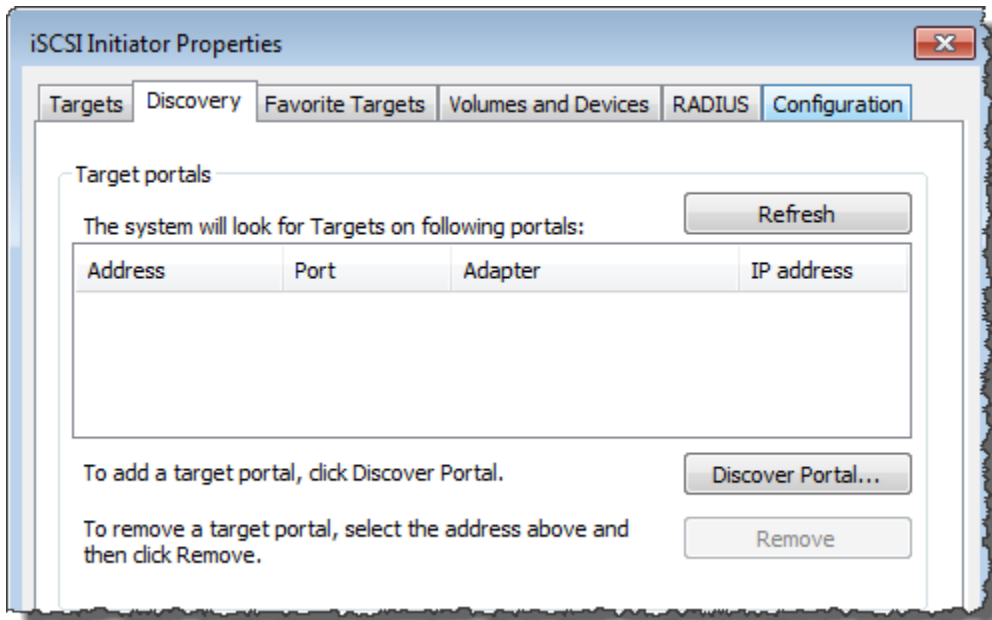 iSCSI Initiator Properties
Targets Discovery Favorite Targets Volumes and Devices RADIUS Configuration
Target portals
The system will look for Targets on following portals:
Refresh
Address Port Adapter IP address
To add a target portal, click Discover Portal.
Discover Portal...
To remove a target portal, select the address above and
then click Remove.
Remove